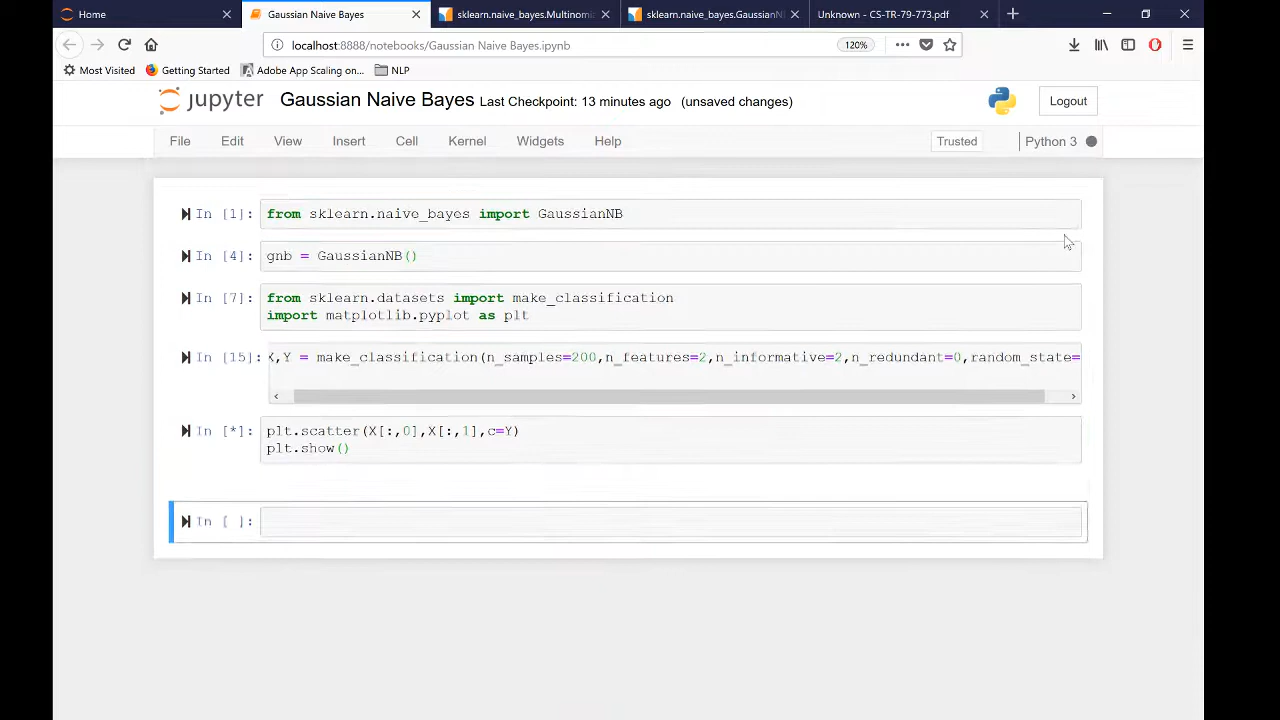 Home
Gaussian Naive Bayes
sklearn.naive_bayes.Multinomi
sklearn.naive_bayes.GaussianN
Unknown - CS-TR-79-773.pdf
localhost:8888/notebooks/Gaussian Naive Bayes.ipynb
120%
Most Visited
Getting Started
Adobe App Scaling on...
NLP
jupyter
Gaussian Naive Bayes Last Checkpoint: 13 minutes ago (unsaved changes)
Logout
File Edit View Insert Cell Kernel Widgets Help
Trusted
Python 3
In [1]: from sklearn.naive_bayes import GaussianNB
In [4]: gnb = GaussianNB()
In [7]: from sklearn.datasets import make_classification
import matplotlib.pyplot as plt
In [15]: X,Y = make_classification(n_samples=200,n_features=2,n_informative=2,n_redundant=0,random_state=
In [*]: plt.scatter(X[:,0],X[:,1],c=Y)
plt.show()
In [ ]: